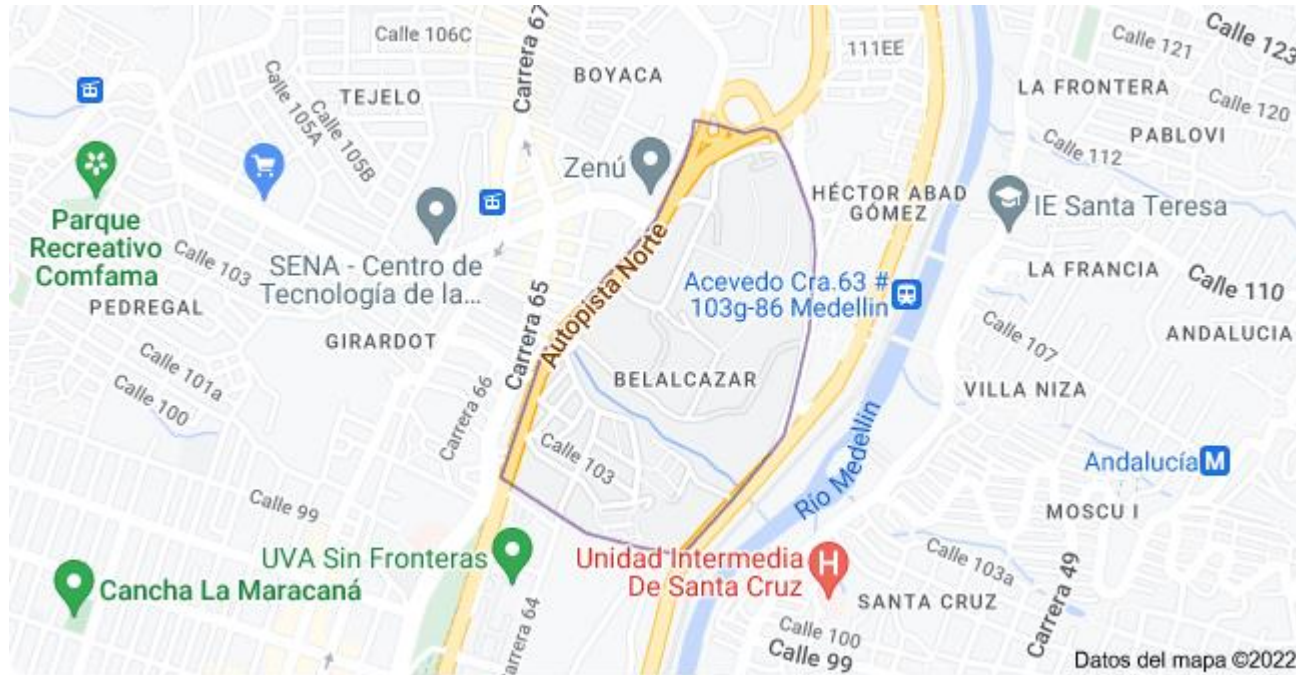 Calle 106C
Carrera 67
BOYACA
111EE
Calle 121
Calle 123
LA FRONTERA
Calle 120
PABLOVI
Calle 112
TEJELO
Calle 105A
Calle 105B
Zenú
HÉCTOR ABAD
GÓMEZ
IE Santa Teresa
Parque
Recreativo
Comfama
Calle 103
SENA - Centro de
Tecnología de la...
PEDREGAL
GIRARDOT
Carrera 65
Autopista Norte
Acevedo Cra.63 #
103g-86 Medellin
LA FRANCIA
Calle 110
ANDALUCIA
Calle 107
Calle 101a
Calle 100
Carrera 66
BELALCAZAR
VILLA NIZA
Calle 103
Río Medellin
Andalucía M
MOSCU I
Calle 99
UVA Sin Fronteras
Unidad Intermedia
De Santa Cruz
H
Calle 103a
Carrera 49
Cancha La Maracaná
SANTA CRUZ
arrera 64
Calle 100
Calle 99
Datos del mapa ©2022